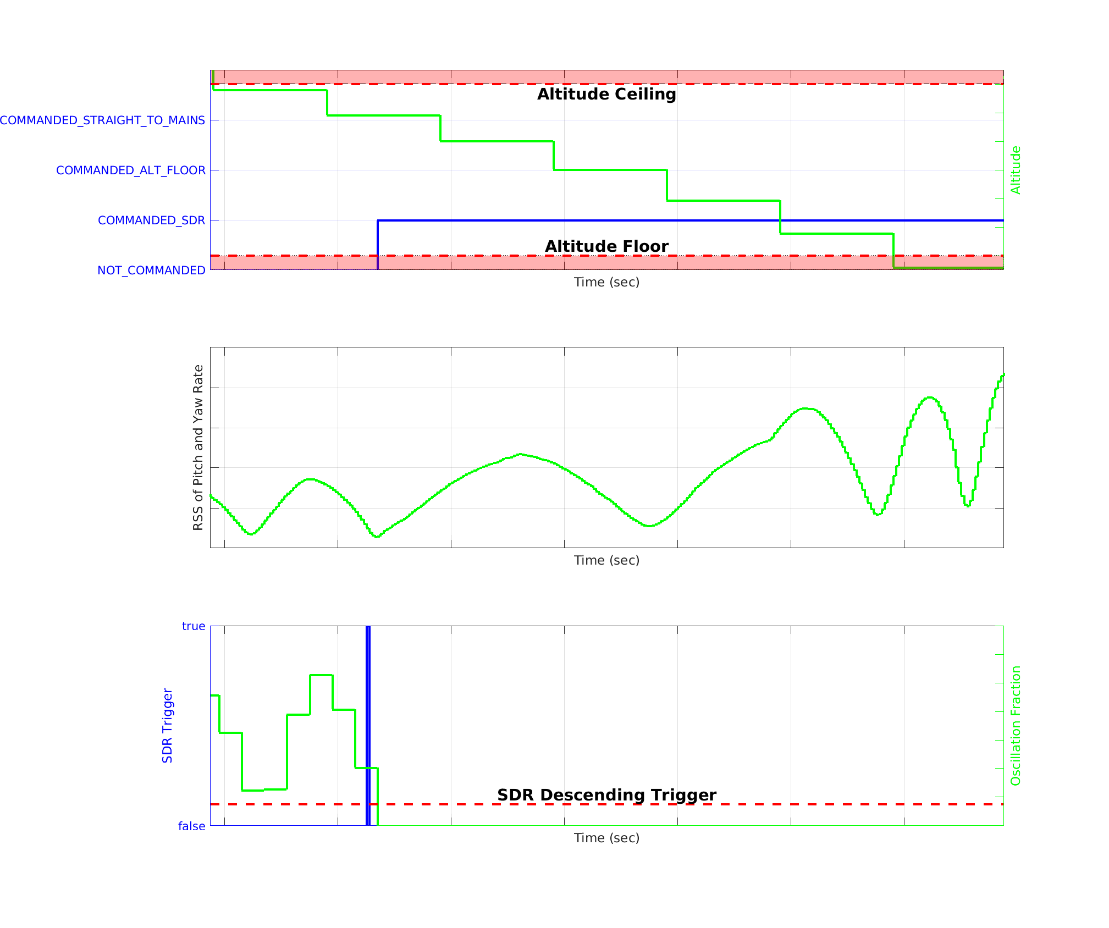 Altitude Ceiling
COMMANDED_STRAIGHT_TO_MAINS
COMMANDED_ALT_FLOOR
COMMANDED_SDR
NOT_COMMANDED
Altitude
Altitude Floor
Time (sec)
RSS of Pitch and Yaw Rate
Time (sec)
true
false
SDR Trigger
Oscillation Fraction
SDR Descending Trigger
Time (sec)